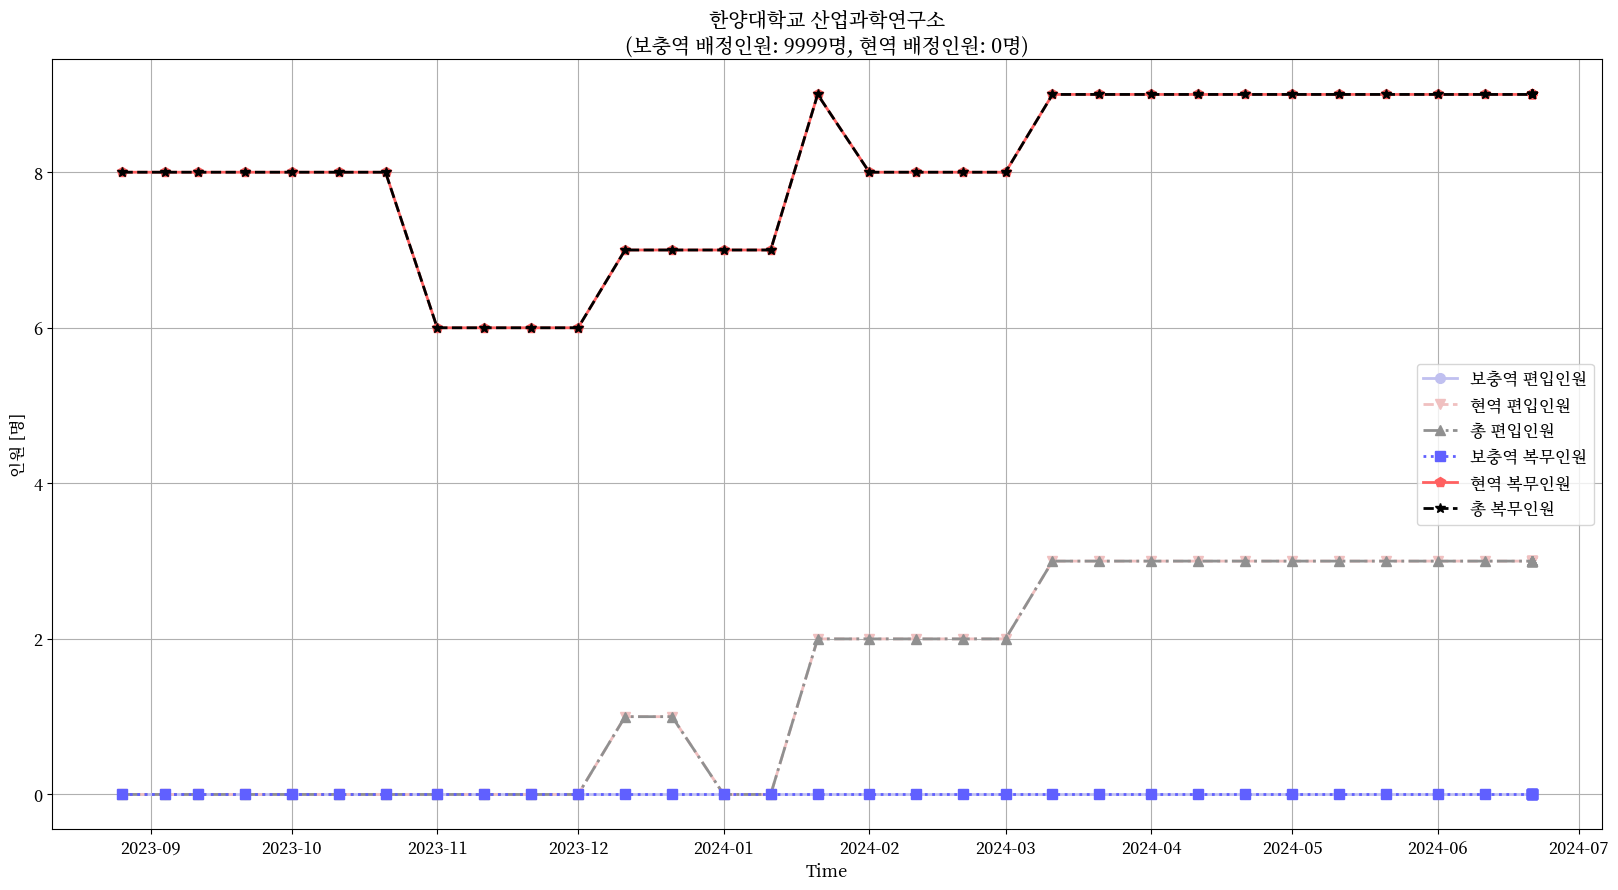 한양대학교 산업과학연구소
(보충역 배정인원: 9999명, 현역 배정인원: 0명)
인원 [명]
8
6
4
2
0
보충역 편입인원
현역 편입인원
총 편입인원
보충역 복무인원
현역 복무인원
총 복무인원
2023-09 2023-10 2023-11 2023-12 2024-01 2024-02 2024-03 2024-04 2024-05 2024-06 2024-07
Time